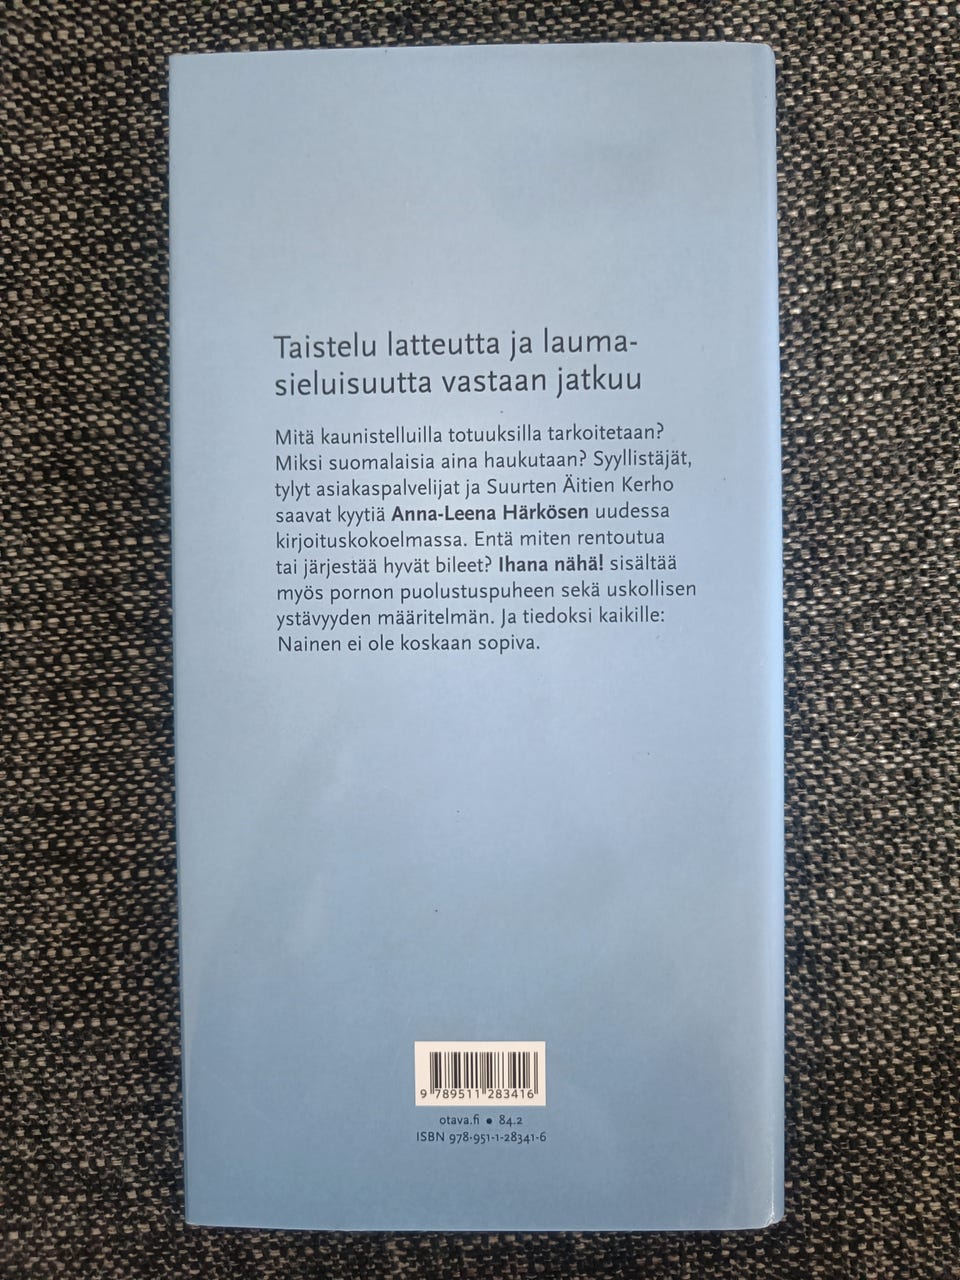 Taistelu latteutta ja lauma-
sieluisuutta vastaan jatkuu
Mitä kaunistelluilla totuuksilla tarkoitetaan?
Miksi suomalaisia aina haukutaan? Syyllistäjät,
tylyt asiakaspalvelijat ja Suurten Äitien Kerho
saavat kyytiä Anna-Leena Härkösen uudessa
kirjoituskokoelmassa. Entä miten rentoutua
tai järjestää hyvät bileet? Ihana nähä! sisältää
myös pornon puolustuspuheen sekä uskollisen
ystävyyden määritelmän. Ja tiedoksi kaikille:
Nainen ei ole koskaan sopiva.
9 789511 283416
otava.fi ● 84.2
ISBN 978-951-1-28341-6